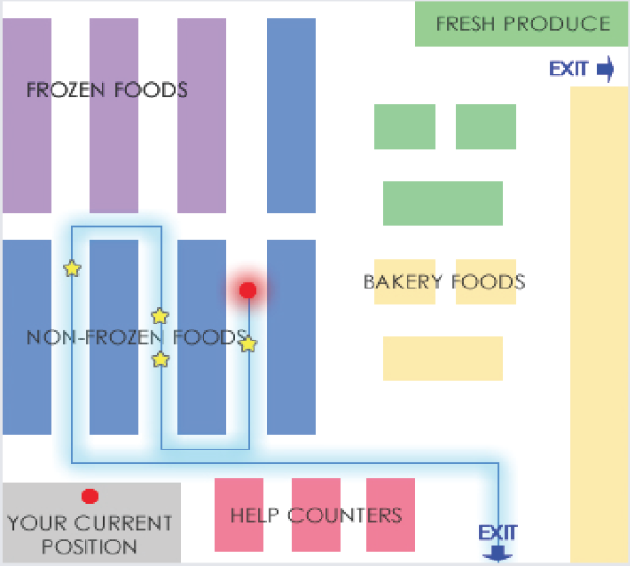 FRESH PRODUCE
EXIT
FROZEN FOODS
BAKERY FOODS
NON-FROZEN FOODS
HELP COUNTERS
YOUR CURRENT
POSITION
EXIT